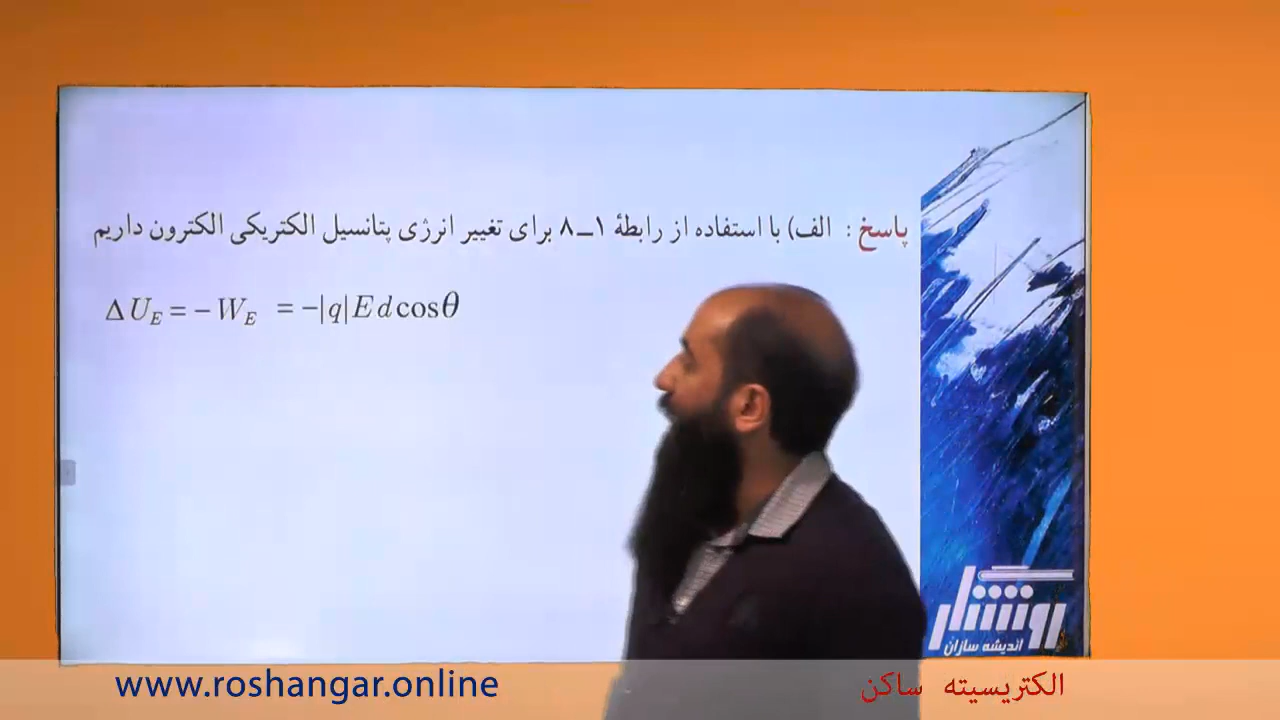 پاسخ : الف) با استفاده از رابطهٔ ۱ــ۸ برای تغییر انرژی پتانسیل الکتریکی الکترون داریم
ΔU_E = −W_E = −|q|Ed cosθ
روشنگر
اندیشه سازان
www.roshangar.online
الکتریسیته ساکن